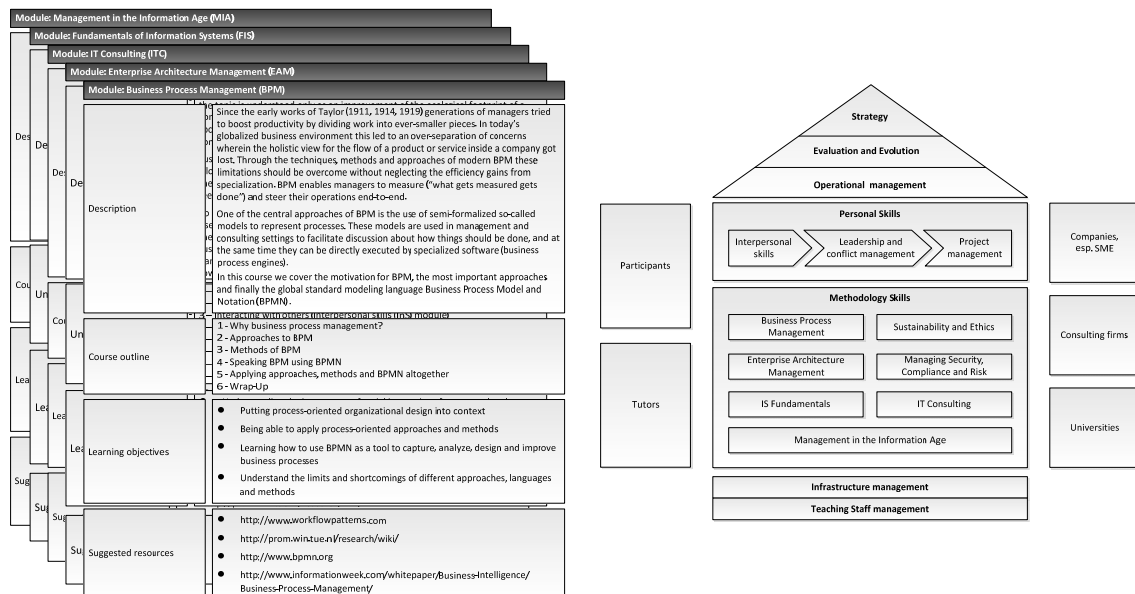 Module: Management in the Information Age (MIA)
Module: Fundamentals of Information Systems (FIS)
Module: IT Consulting (ITC)
Module: Enterprise Architecture Management (EAM)
Module: Business Process Management (BPM)
Description
Since the early works of Taylor (1911, 1914, 1919) generations of managers tried
to boost productivity by dividing work into ever-smaller pieces. In today's
globalized business environment this led to an over-separation of concerns
wherein the holistic view for the flow of a product or service inside a company got
lost. Through the techniques, methods and approaches of modern BPM these
limitations should be overcome without neglecting the efficiency gains from
specialization. BPM enables managers to measure ("what gets measured gets
done") and steer their operations end-to-end.
One of the central approaches of BPM is the use of semi-formalized so-called
models to represent processes. These models are used in management and
consulting settings to facilitate discussion about how things should be done, and at
the same time they can be directly executed by specialized software (business
process engines).
In this course we cover the motivation for BPM, the most important approaches
and finally the global standard modeling language Business Process Model and
Notation (BPMN).
Course outline
1 - Why business process management?
2 - Approaches to BPM
3 - Methods of BPM
4 - Speaking BPM using BPMN
5 - Applying approaches, methods and BPMN altogether
6 - Wrap-Up
Learning objectives
● Putting process-oriented organizational design into context
● Being able to apply process-oriented approaches and methods
● Learning how to use BPMN as a tool to capture, analyze, design and improve
business processes
● Understand the limits and shortcomings of different approaches, languages
and methods
Suggested resources
● http://www.workflowpatterns.com
● http://prom.win.tue.nl/research/wiki/
● http://www.bpmn.org
● http://www.informationweek.com/whitepaper/Business-Intelligence/
Business-Process-Management/
Strategy
Evaluation and Evolution
Operational management
Participants
Tutors
Personal Skills
Interpersonal
skills
Leadership and
conflict management
Project
management
Methodology Skills
Business Process
Management
Sustainability and Ethics
Enterprise Architecture
Management
Managing Security,
Compliance and Risk
IS Fundamentals
IT Consulting
Management in the Information Age
Infrastructure management
Teaching Staff management
Companies,
esp. SME
Consulting firms
Universities